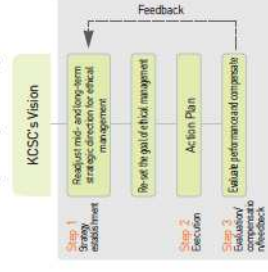 Feedback
KCSC's Vision
Step 1
Strategy
establishment
Readjust mid- and long-term
strategic direction for ethical
management
Re-set the goal of ethical management
Step 2
Execution
Action Plan
Step 3
Evaluation/
compensatio
n/feedback
Evaluate performance and compensate